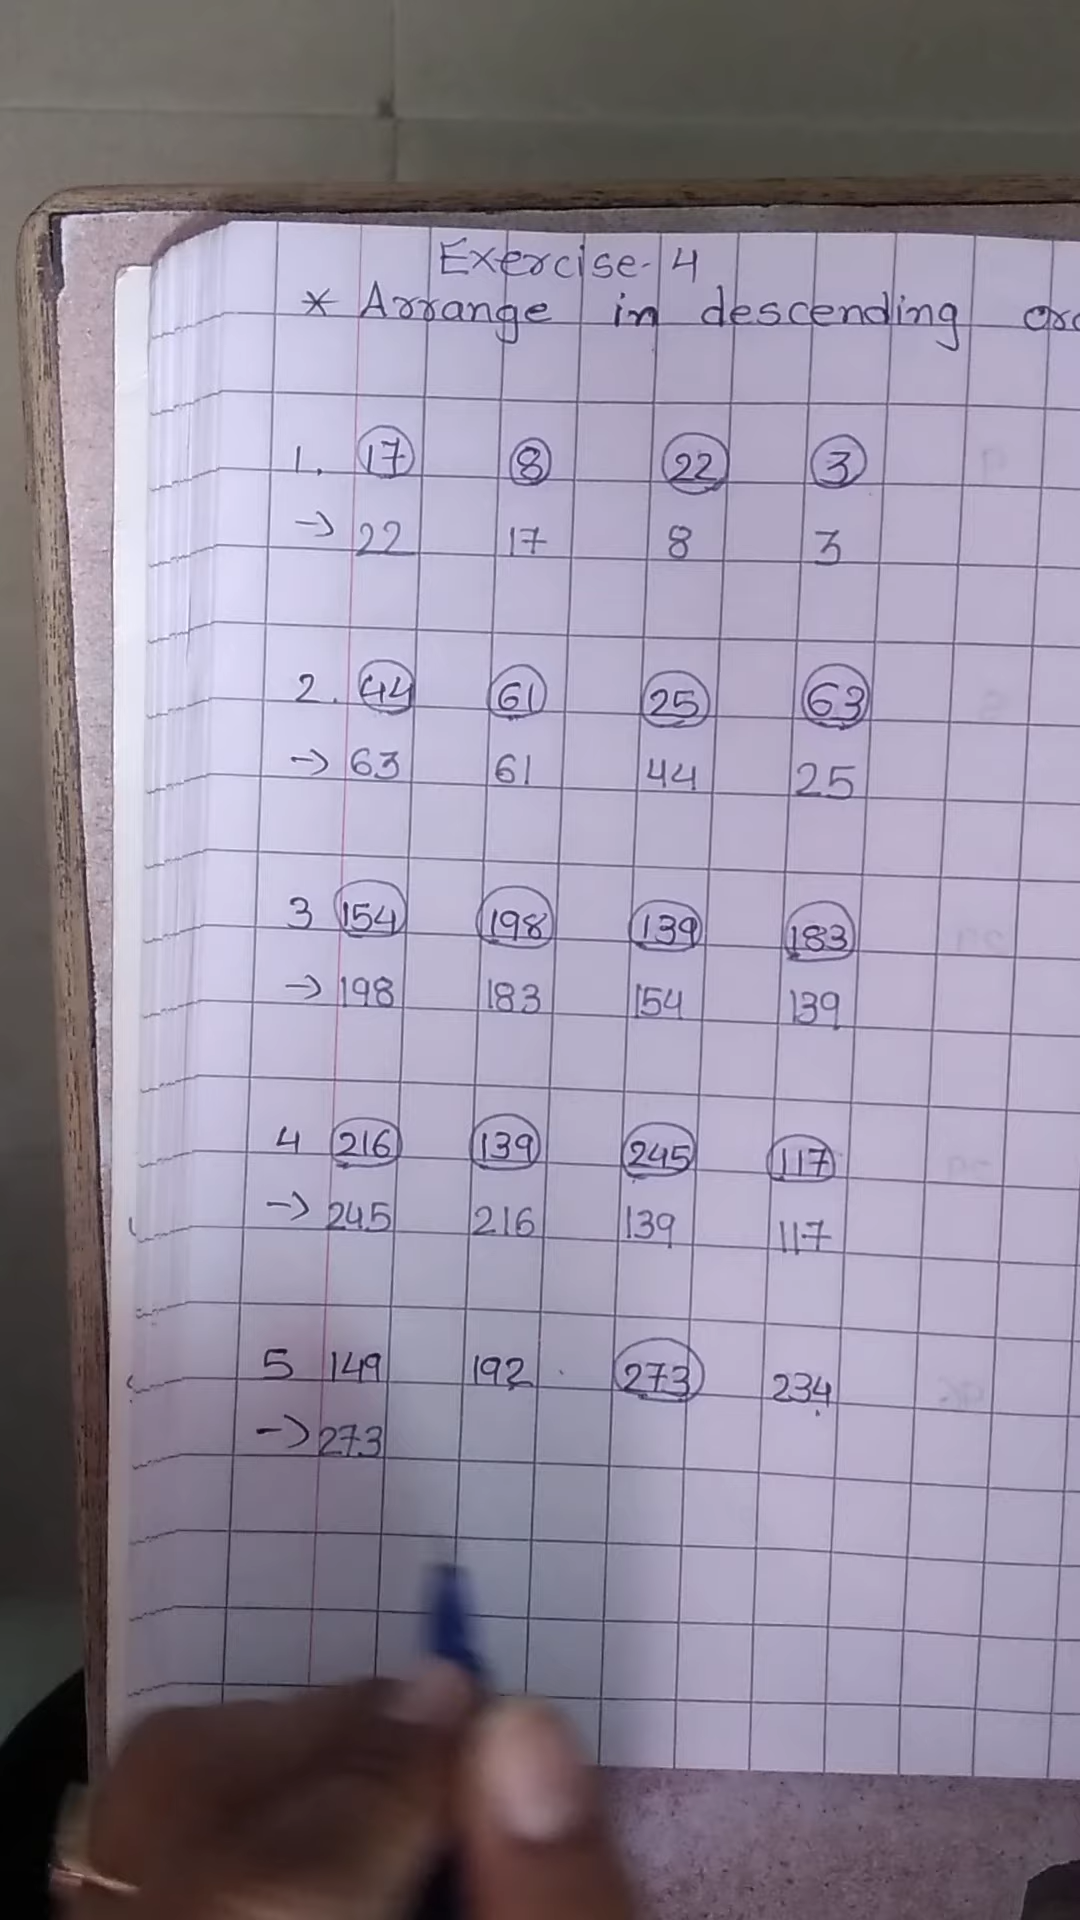 Exercise-4
* Arrange in descending
1. 17 8 22 3
→ 22 17 8 3
2. 44 61 25 63
→ 63 61 44 25
3 154 198 139 183
→ 198 183 154 139
4 216 139 245 117
→ 245 216 139 117
5 149 192 273 234
→ 273